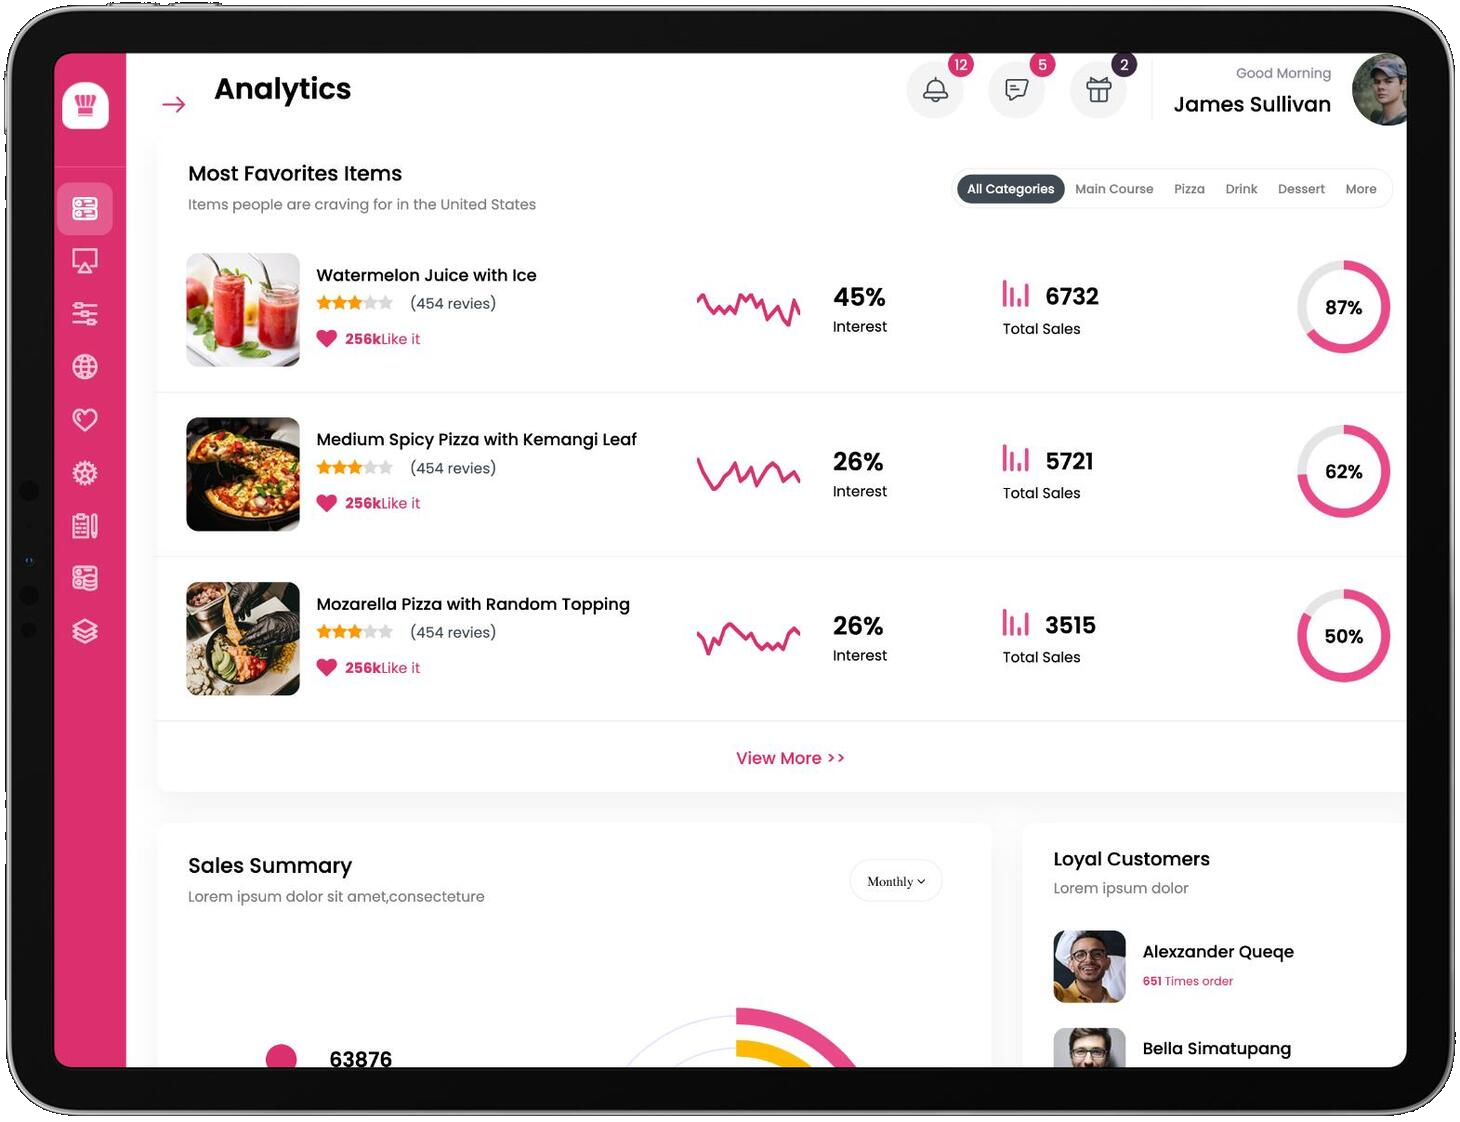 Analytics
12
5
2
Good Morning
James Sullivan
Most Favorites Items
Items people are craving for in the United States
All Categories
Main Course
Pizza
Drink
Dessert
More
Watermelon Juice with Ice
(454 revies)
256kLike it
45%
Interest
6732
Total Sales
87%
Medium Spicy Pizza with Kemangi Leaf
(454 revies)
256kLike it
26%
Interest
5721
Total Sales
62%
Mozarella Pizza with Random Topping
(454 revies)
256kLike it
26%
Interest
3515
Total Sales
50%
View More >>
Sales Summary
Lorem ipsum dolor sit amet,consecteture
Monthly
63876
Loyal Customers
Lorem ipsum dolor
Alexzander Queqe
651 Times order
Bella Simatupang